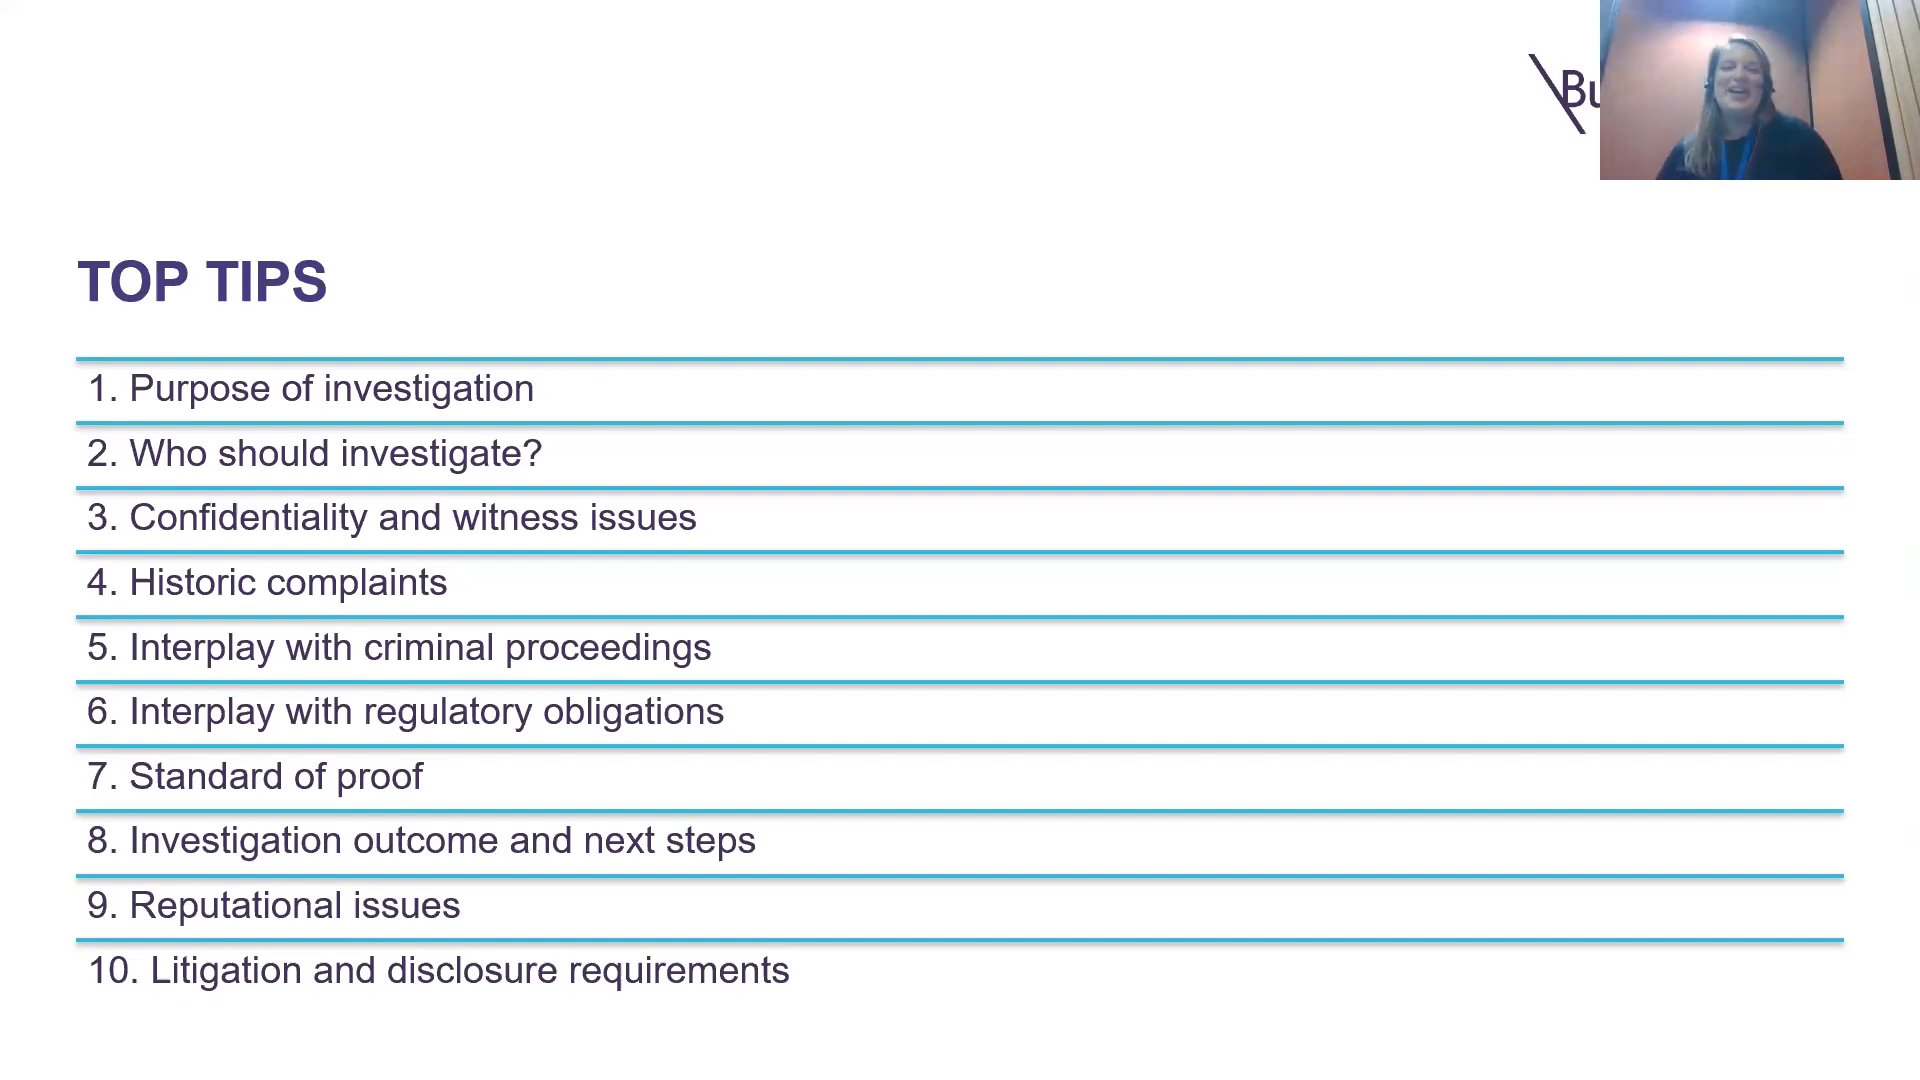 Bu
TOP TIPS
1. Purpose of investigation
2. Who should investigate?
3. Confidentiality and witness issues
4. Historic complaints
5. Interplay with criminal proceedings
6. Interplay with regulatory obligations
7. Standard of proof
8. Investigation outcome and next steps
9. Reputational issues
10. Litigation and disclosure requirements